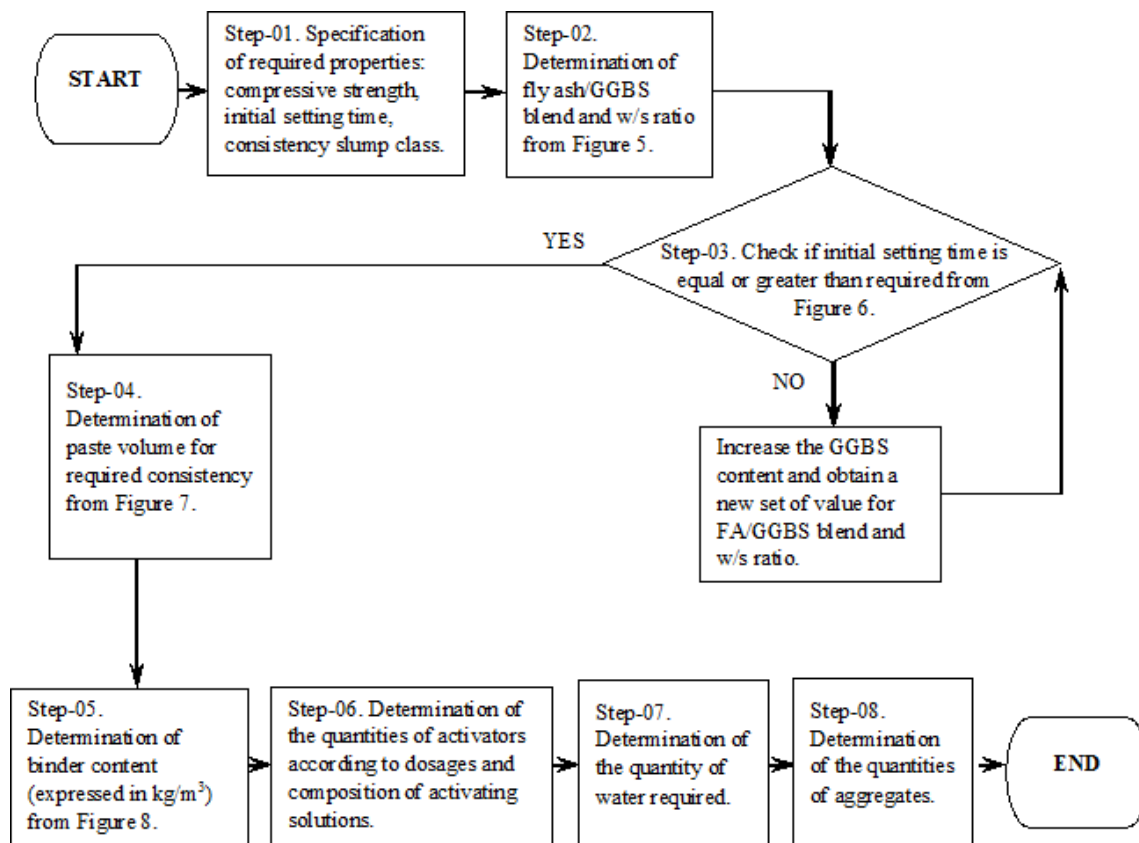 START
Step-01. Specification
of required properties:
compressive strength,
initial setting time,
consistency slump class.
Step-02.
Determination of
fly ash/GGBS
blend and w/s ratio
from Figure 5.
YES
Step-03. Check if initial setting time is
equal or greater than required from
Figure 6.
NO
Increase the GGBS
content and obtain a
new set of value for
FA/GGBS blend and
w/s ratio.
Step-04.
Determination of
paste volume for
required consistency
from Figure 7.
Step-05.
Determination of
binder content
(expressed in kg/m³)
from Figure 8.
Step-06. Determination of
the quantities of activators
according to dosages and
composition of activating
solutions.
Step-07.
Determination of
the quantity of
water required.
Step-08.
Determination
of the quantities
of aggregates.
END